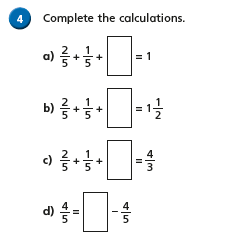 4 Complete the calculations.
a) 2/5 + 1/5 + □ = 1
b) 2/5 + 1/5 + □ = 1 1/2
c) 2/5 + 1/5 + □ = 4/3
d) 4/5 = □ − 4/5